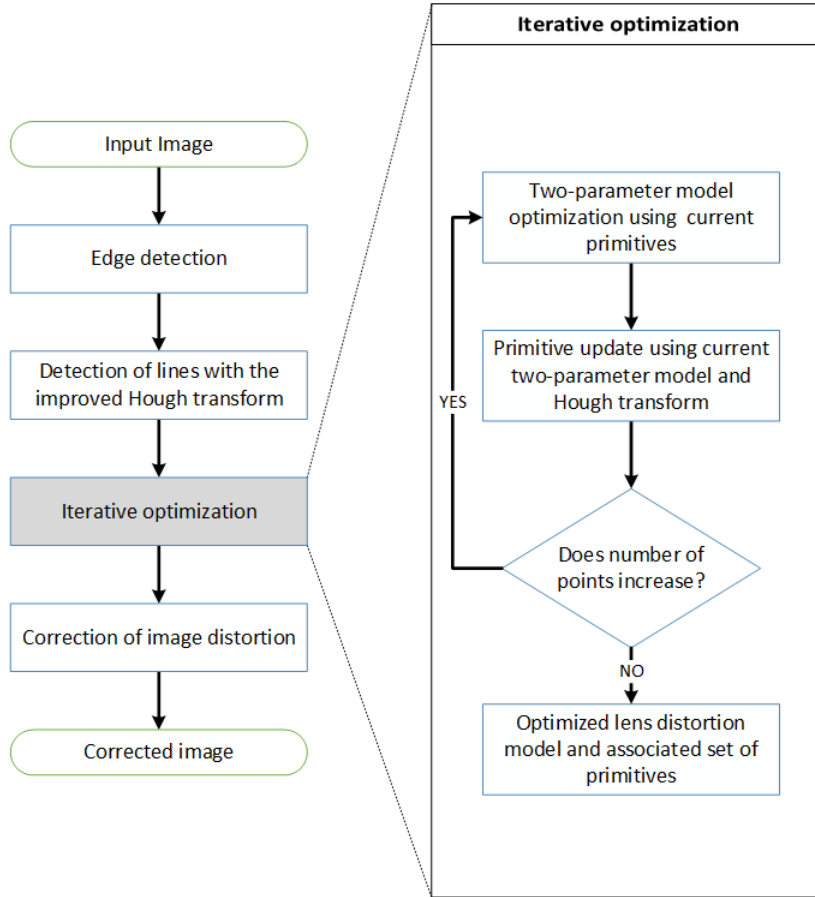 Input Image
Edge detection
Detection of lines with the
improved Hough transform
Iterative optimization
Correction of image distortion
Corrected image
Iterative optimization
Two-parameter model
optimization using current
primitives
Primitive update using current
two-parameter model and
Hough transform
YES
Does number of
points increase?
NO
Optimized lens distortion
model and associated set of
primitives